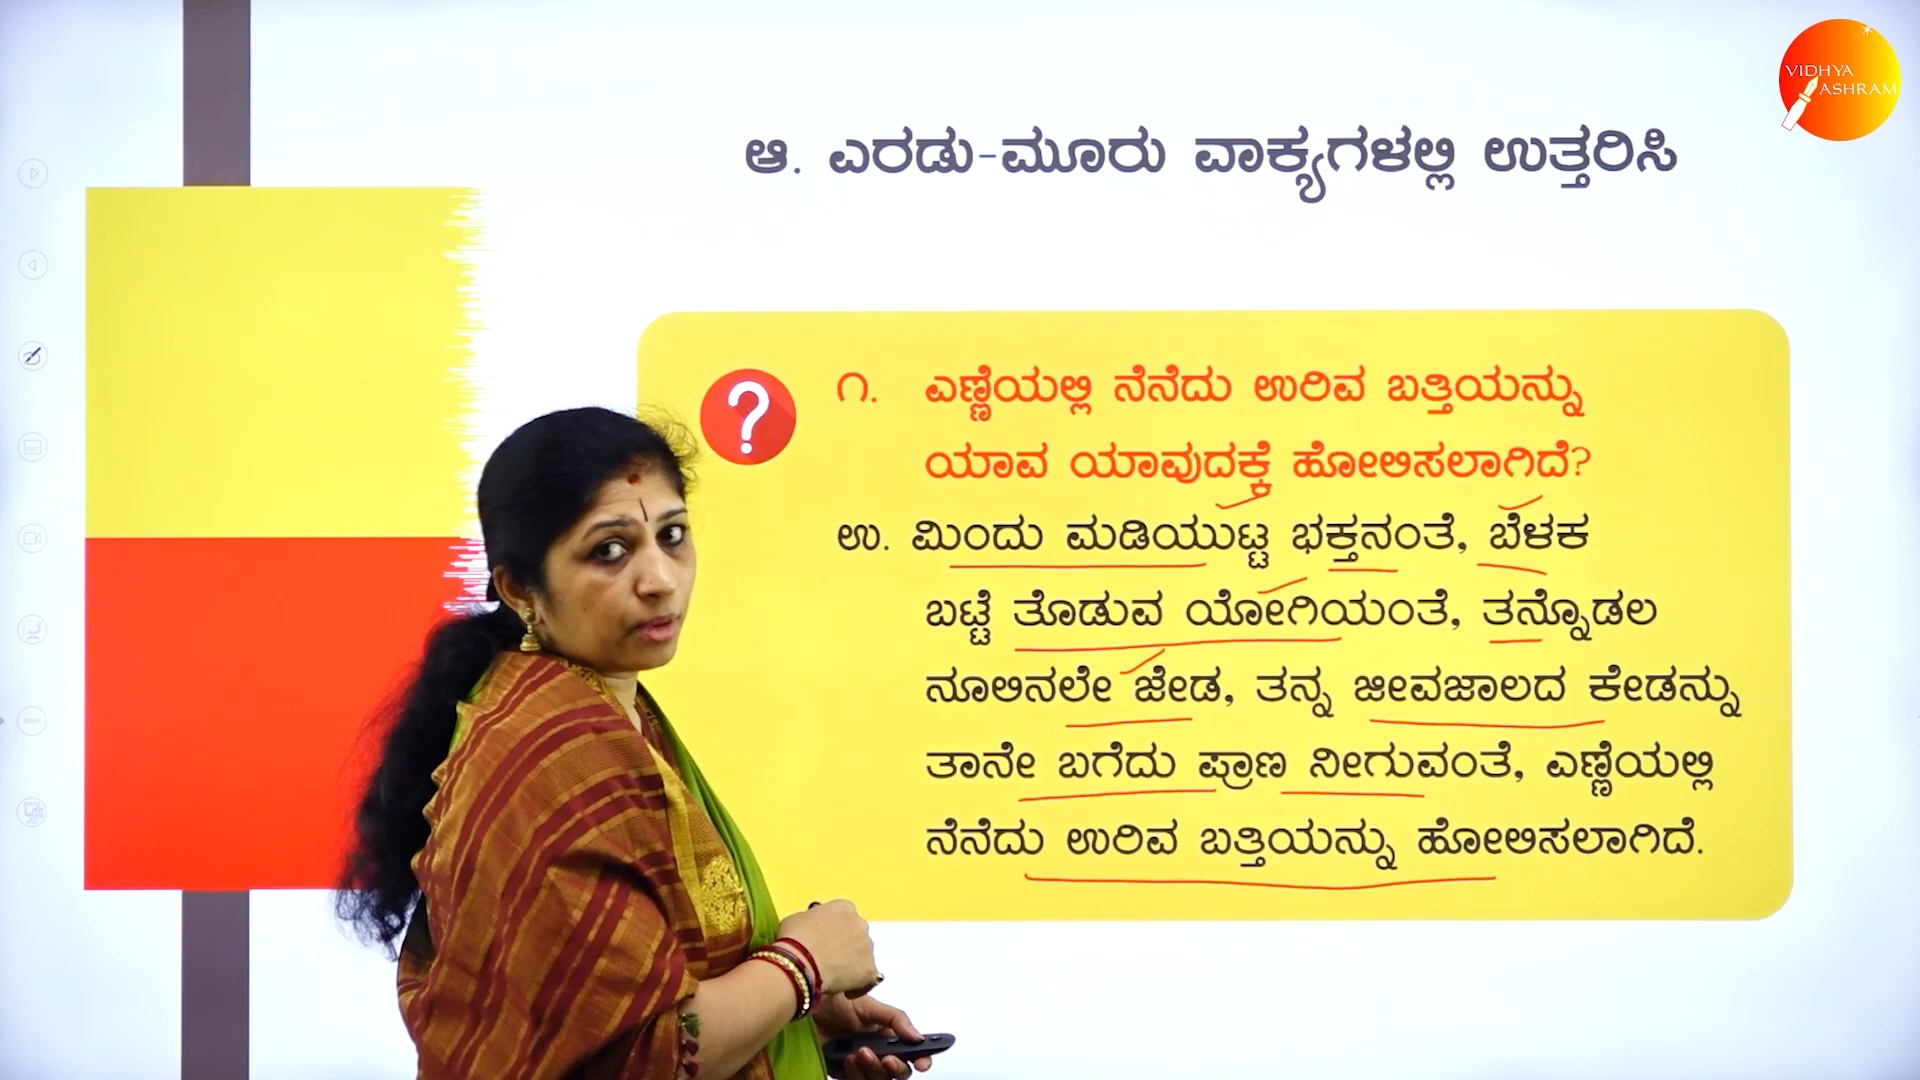 VIDHYA
ASHRAM
ಆ. ಎರಡು-ಮೂರು ವಾಕ್ಯಗಳಲ್ಲಿ ಉತ್ತರಿಸಿ
?
೧. ಎಣ್ಣೆಯಲ್ಲಿ ನೆನೆದು ಉರಿವ ಬತ್ತಿಯನ್ನು
ಯಾವ ಯಾವುದಕ್ಕೆ ಹೋಲಿಸಲಾಗಿದೆ?
ಉ. ಮಿಂದು ಮಡಿಯುಟ್ಟ ಭಕ್ತನಂತೆ, ಬೆಳಕ
ಬಟ್ಟೆ ತೊಡುವ ಯೋಗಿಯಂತೆ, ತನ್ನೊಡಲ
ನೂಲಿನಲೇ ಜೇಡ, ತನ್ನ ಜೀವಜಾಲದ ಕೇಡನ್ನು
ತಾನೇ ಬಗೆದು ಪ್ರಾಣ ನೀಗುವಂತೆ, ಎಣ್ಣೆಯಲ್ಲಿ
ನೆನೆದು ಉರಿವ ಬತ್ತಿಯನ್ನು ಹೋಲಿಸಲಾಗಿದೆ.